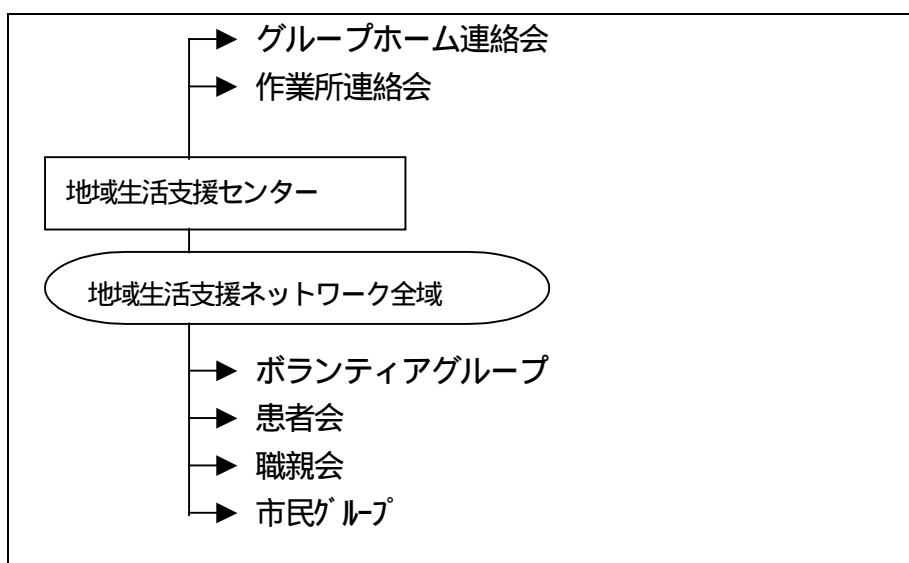 グループホーム連絡会
作業所連絡会
地域生活支援センター
地域生活支援ネットワーク全域
ボランティアグループ
患者会
職親会
市民ｸﾞﾙｰﾌﾟ